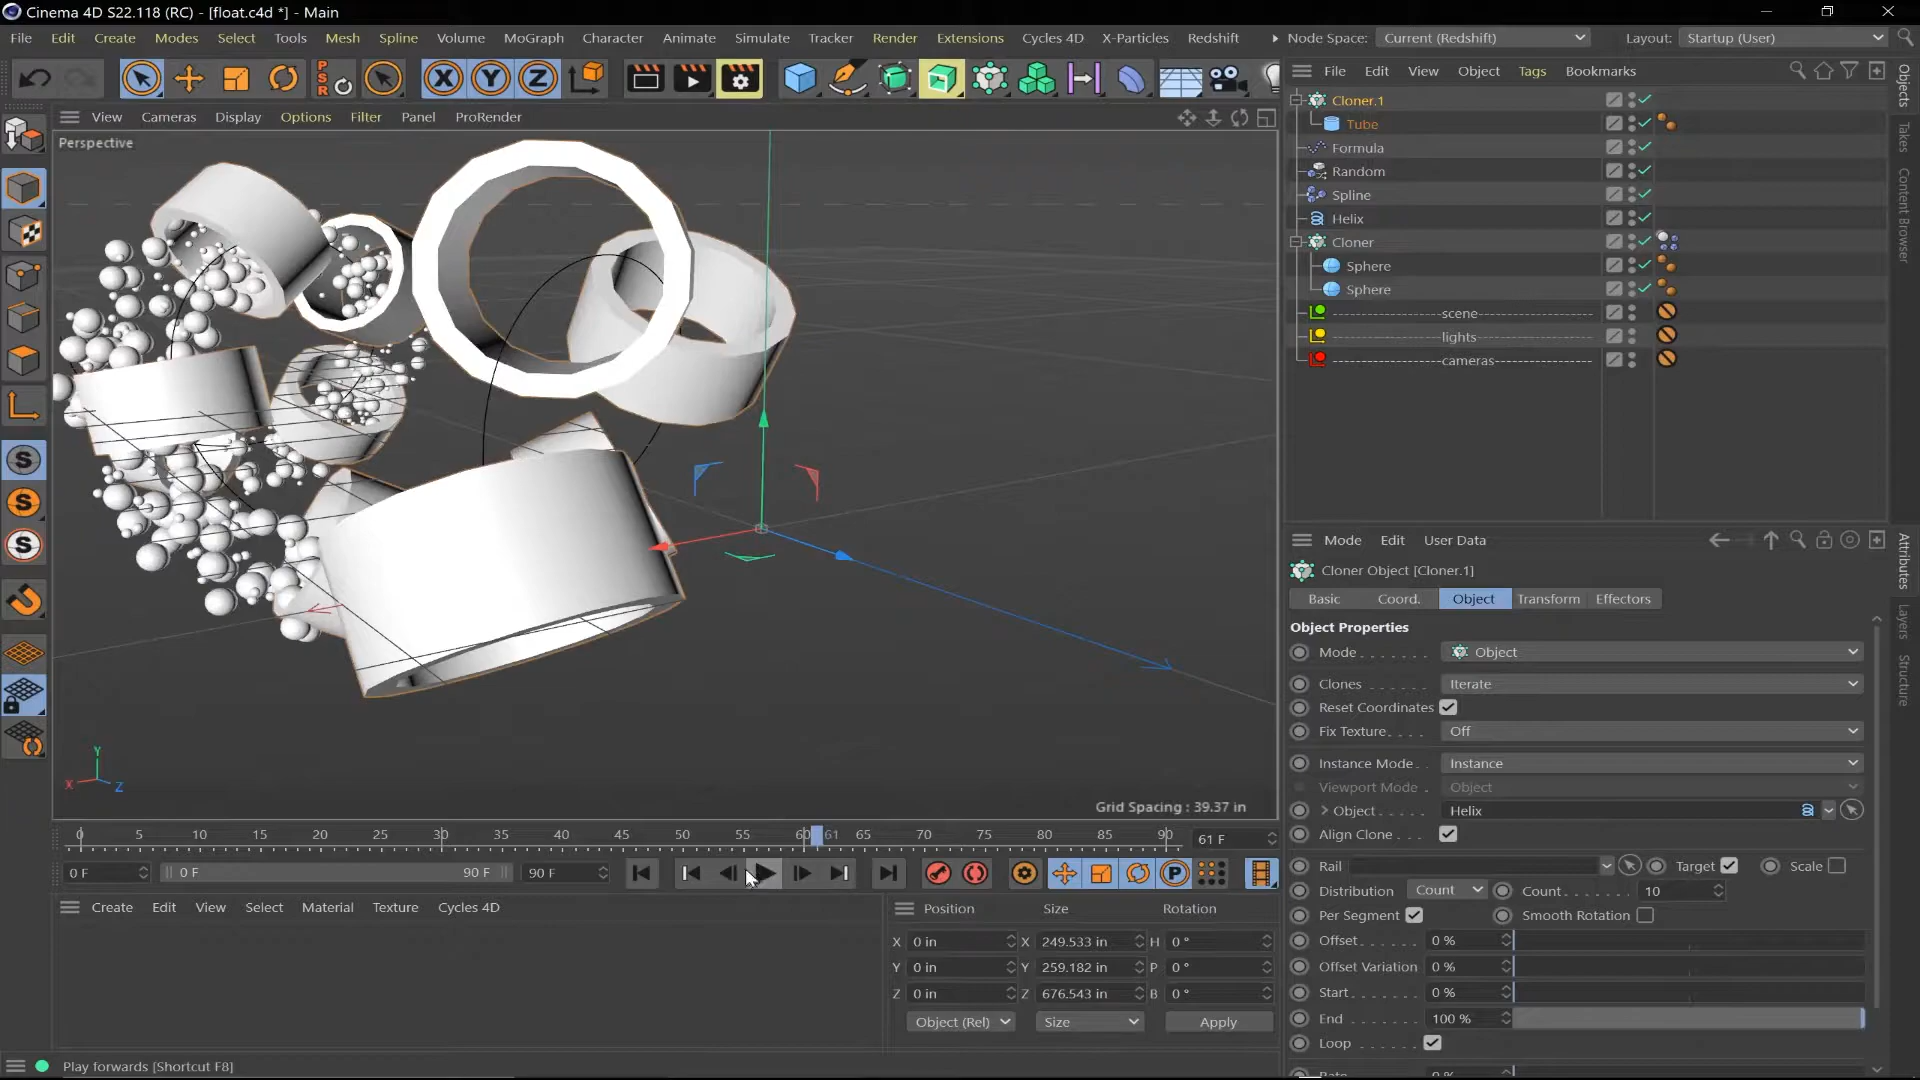 Cinema 4D S22.118 (RC) - [float.c4d *] - Main
File Edit Create Modes Select Tools Mesh Spline Volume MoGraph Character Animate Simulate Tracker Render Extensions Cycles 4D X-Particles Redshift Node Space: Current (Redshift) Layout: Startup (User)
PSR X Y Z
File Edit View Object Tags Bookmarks
View Cameras Display Options Filter Panel ProRender
Perspective
Cloner.1
Tube
Formula
Random
Spline
Helix
Cloner
Sphere
Sphere
------------------scene------------------
------------------lights-----------------
------------------cameras----------------
Objects
Takes
Content Browser
S
S
S
Mode Edit User Data
Cloner Object [Cloner.1]
Basic Coord. Object Transform Effectors
Object Properties
Mode . . . . . . . Object
Clones . . . . . . Iterate
Reset Coordinates
Fix Texture. . . . . Off
Instance Mode. . Instance
Viewport Mode . Object
> Object. . . . . . Helix
Align Clone . . . .
Rail Target Scale
Distribution Count Count. . . . . . . . 10
Per Segment Smooth Rotation
Offset. . . . . . . 0 %
Offset Variation 0 %
Start. . . . . . . . 0 %
End . . . . . . . . 100 %
Loop . . . . . . .
Attributes
Layers
Structure
Y
X
Z
Grid Spacing : 39.37 in
0 5 10 15 20 25 30 35 40 45 50 55 60 61 65 70 75 80 85 90 61 F
0 F 0 F 90 F 90 F P
Create Edit View Select Material Texture Cycles 4D
Position Size Rotation
X 0 in X 249.533 in H 0 °
Y 0 in Y 259.182 in P 0 °
Z 0 in Z 676.543 in B 0 °
Object (Rel) Size Apply
Play forwards [Shortcut F8]